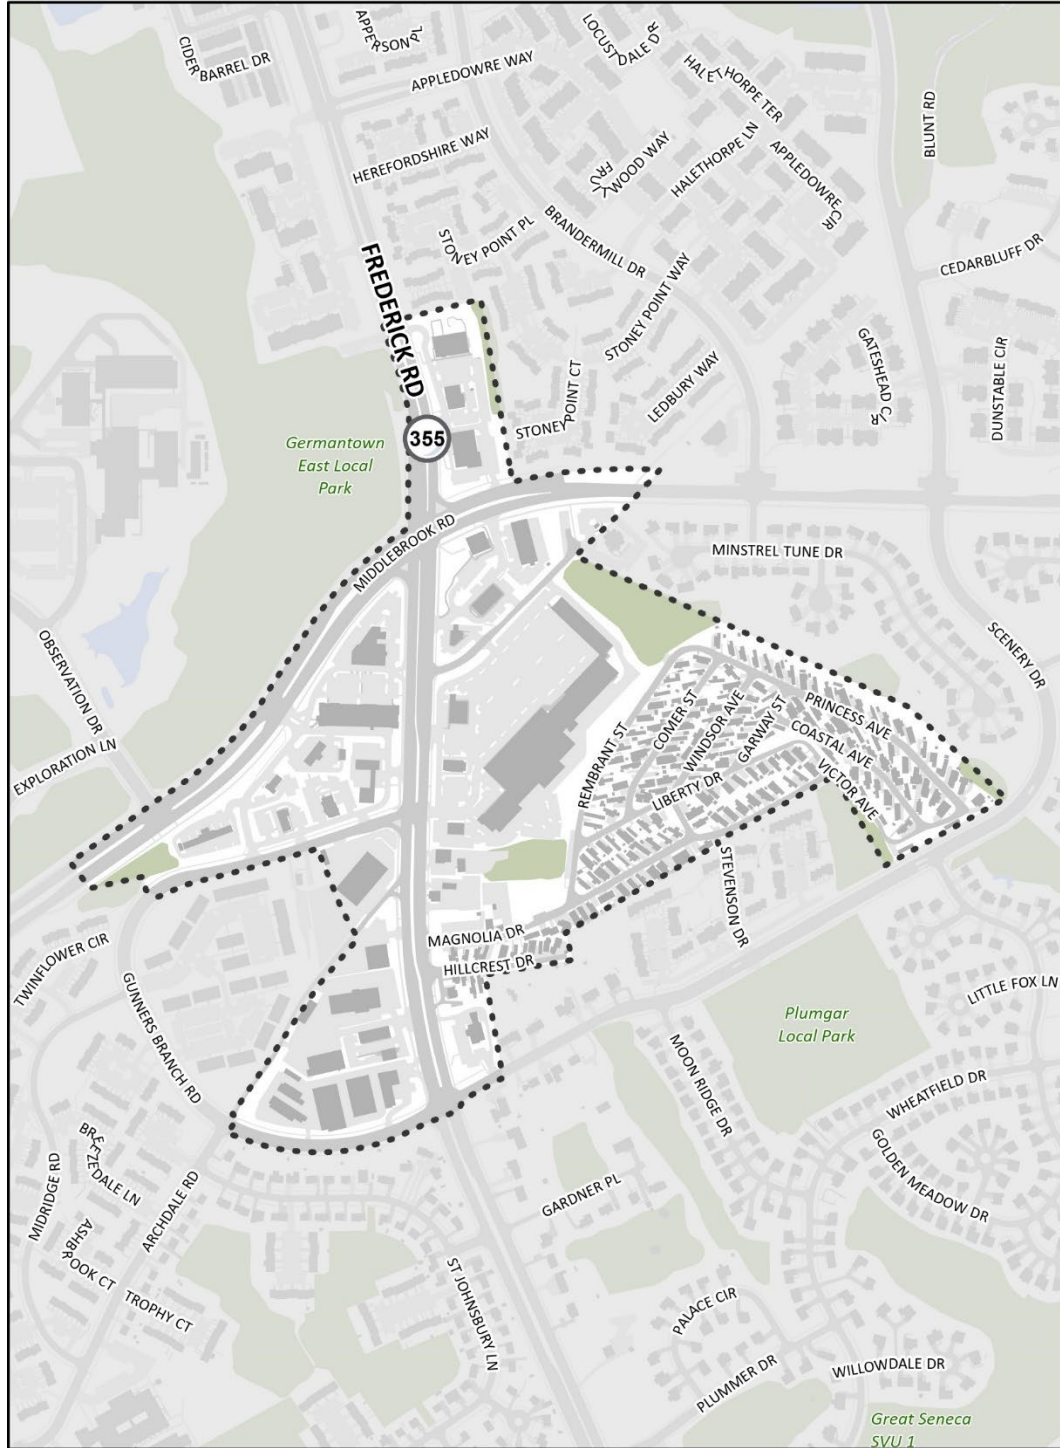 CIDER BARREL DR
APPERSON PL
LOCUST DALE DR
APPLEDOWRE WAY
HALETHORPE TER
BLUNT RD
HEREFORDSHIRE WAY
FRUITWOOD WAY
HALETHORPE LN
APPLEDOWRE CIR
STONEY POINT PL
BRANDERMILL DR
CEDARBLUFF DR
FREDERICK RD
STONEY POINT WAY
GATESHEAD CIR
DUNSTABLE CIR
LEDBURY WAY
STONEY POINT CT
355
Germantown
East Local
Park
MIDDLEBROOK RD
MINSTREL TUNE DR
OBSERVATION DR
SCENERY DR
EXPLORATION LN
REMBRANT ST
COMER ST
WINDSOR AVE
GARWAY ST
PRINCESS AVE
COASTAL AVE
LIBERTY DR
VICTOR AVE
STEVENSON DR
MAGNOLIA DR
HILLCREST DR
TWINFLOWER CIR
GUNNERS BRANCH RD
LITTLE FOX LN
Plumgar
Local Park
MOON RIDGE DR
WHEATFIELD DR
GOLDEN MEADOW DR
BREEZEDALE LN
MIDRIDGE RD
ARCHDALE RD
GARDNER PL
ASHBROOK CT
TROPHY CT
ST JOHNSBURY LN
PALACE CIR
PLUMMER DR
WILLOWDALE DR
Great Seneca
SVU 1